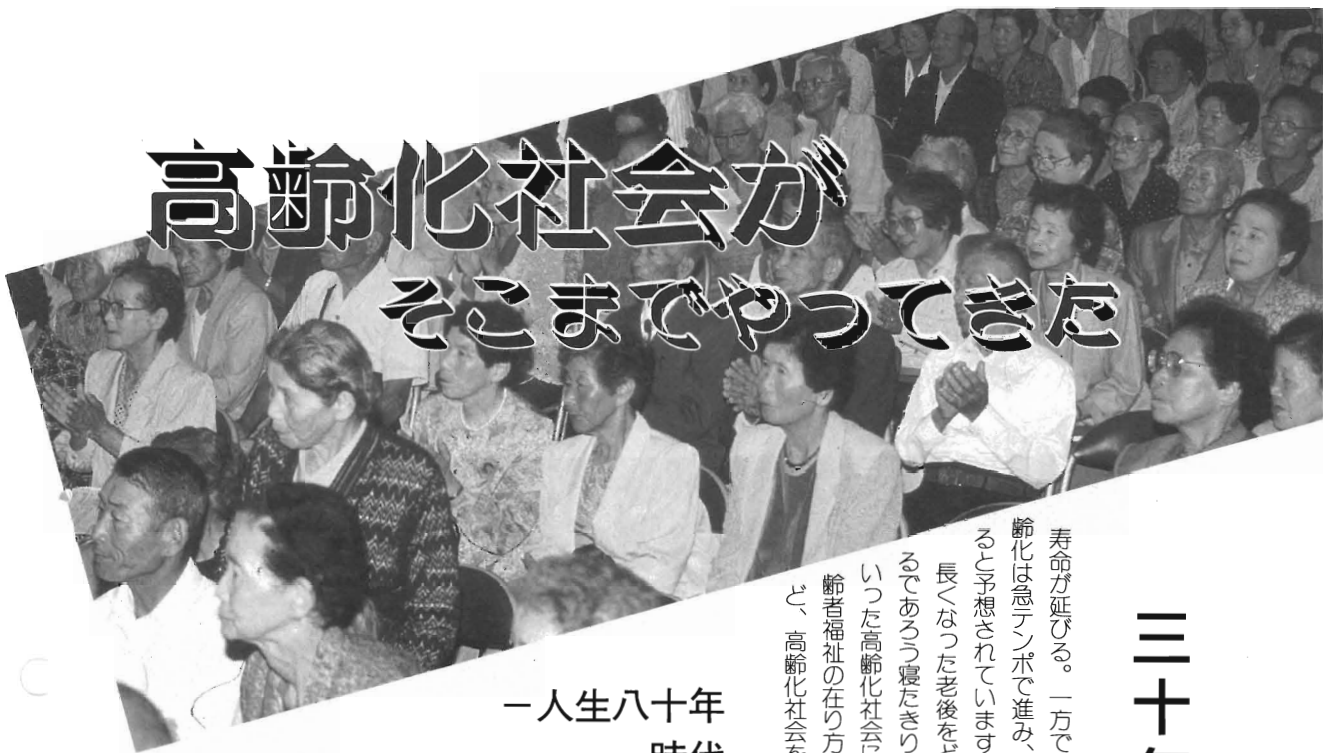 高齢化社会が
そこまでやってきた
三十年
寿命が延びる。一方で
齢化は急テンポで進み、
ると予想されています
長くなった老後をど
るであろう寝たきり
いった高齢化社会に
齢者福祉の在り方
ど、高齢化社会を
－人生八十年
時代